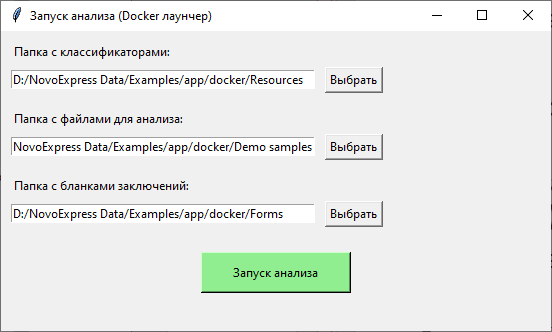 Запуск анализа (Docker лаунчер)
Папка с классификаторами:
D:/NovoExpress Data/Examples/app/docker/Resources
Выбрать
Папка с файлами для анализа:
NovoExpress Data/Examples/app/docker/Demo samples
Выбрать
Папка с бланками заключений:
D:/NovoExpress Data/Examples/app/docker/Forms
Выбрать
Запуск анализа